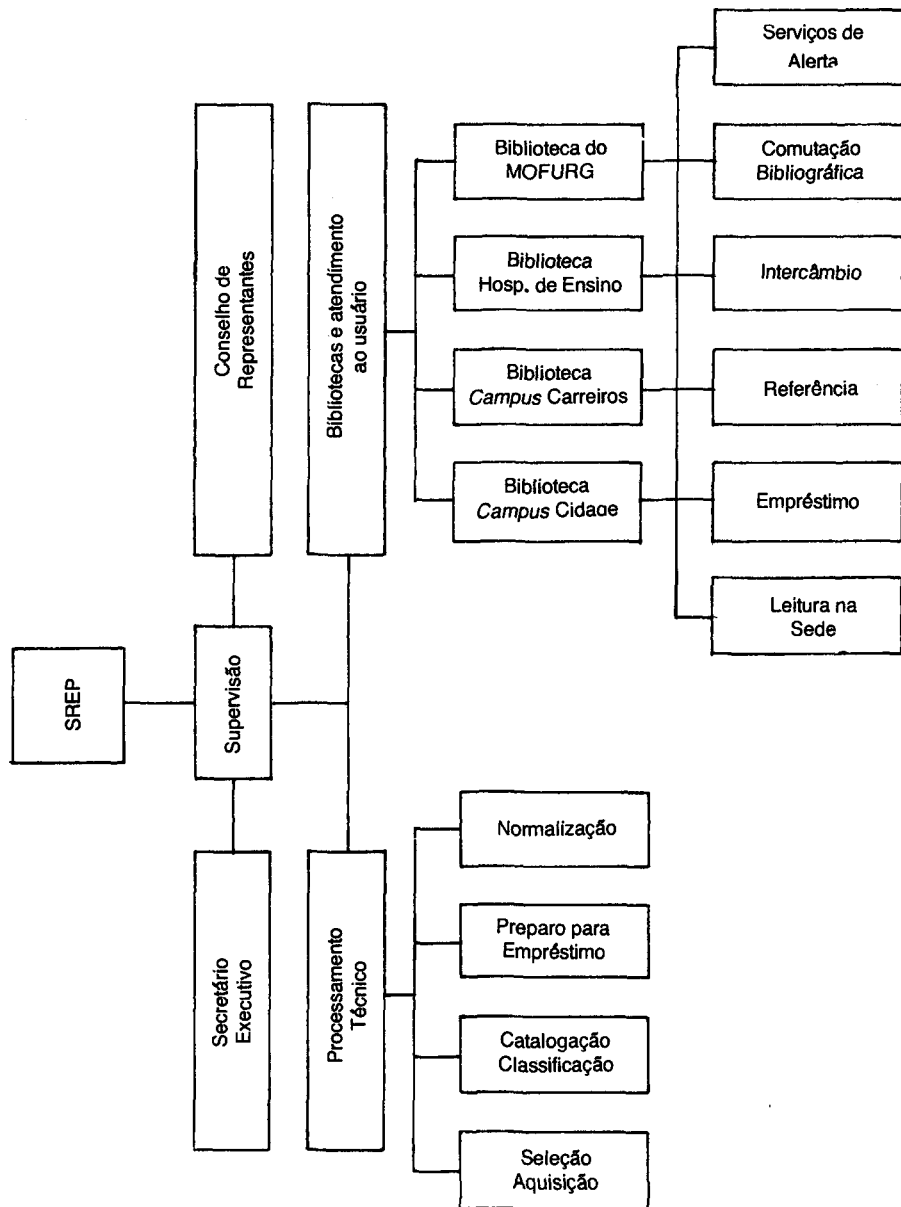 SREP
Secretário
Executivo
Supervisão
Conselho de
Representantes
Processamento
Técnico
Bibliotecas e atendimento
ao usuário
Seleção
Aquisição
Catalogação
Classificação
Preparo para
Empréstimo
Normalização
Biblioteca
Campus Cidade
Biblioteca
Campus Carreiros
Biblioteca
Hosp. de Ensino
Biblioteca do
MOFURG
Leitura na
Sede
Empréstimo
Referência
Intercâmbio
Comutação
Bibliográfica
Serviços de
Alerta